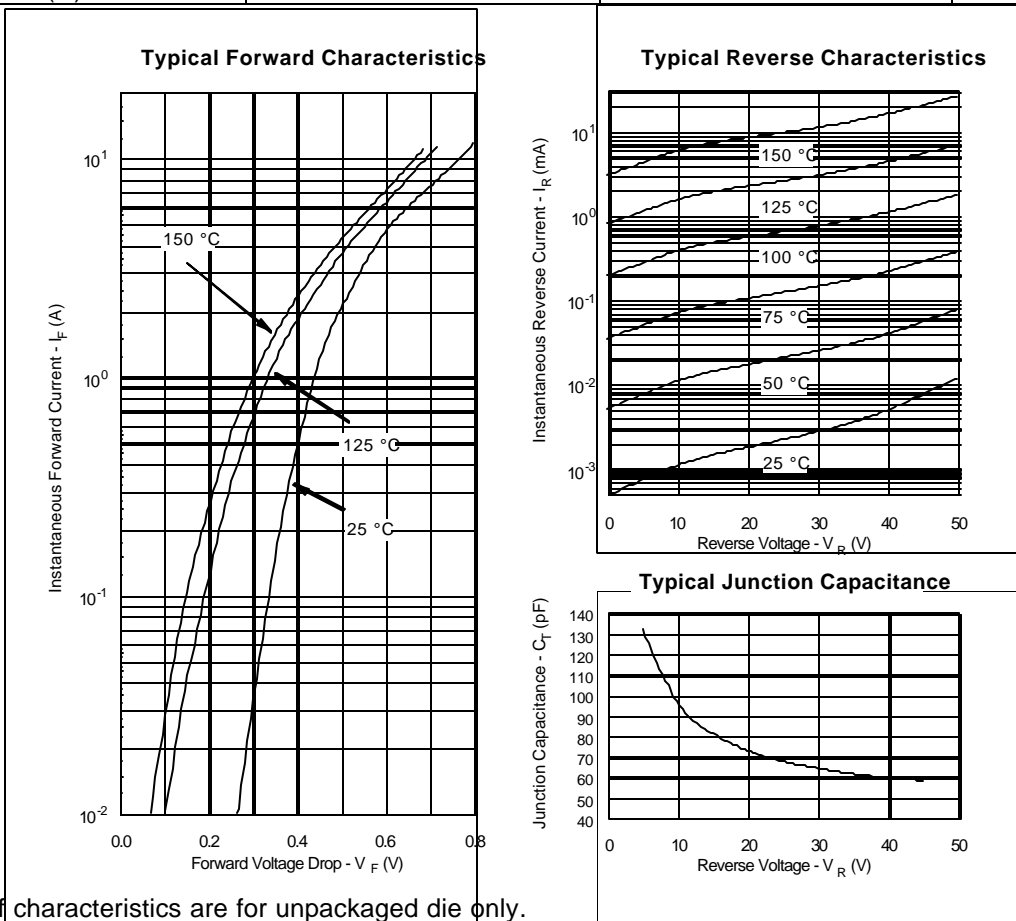 Typical Forward Characteristics
Instantaneous Forward Current - I_F (A)
10^1
10^0
10^-1
10^-2
150 °C
125 °C
25 °C
0.0 0.2 0.4 0.6 0.8
Forward Voltage Drop - V_F (V)
Typical Reverse Characteristics
Instantaneous Reverse Current - I_R (mA)
10^1
10^0
10^-1
10^-2
10^-3
150 °C
125 °C
100 °C
75 °C
50 °C
25 °C
0 10 20 30 40 50
Reverse Voltage - V_R (V)
Typical Junction Capacitance
Junction Capacitance - C_T (pF)
140
130
120
110
100
90
80
70
60
50
40
0 10 20 30 40 50
Reverse Voltage - V_R (V)
characteristics are for unpackaged die only.